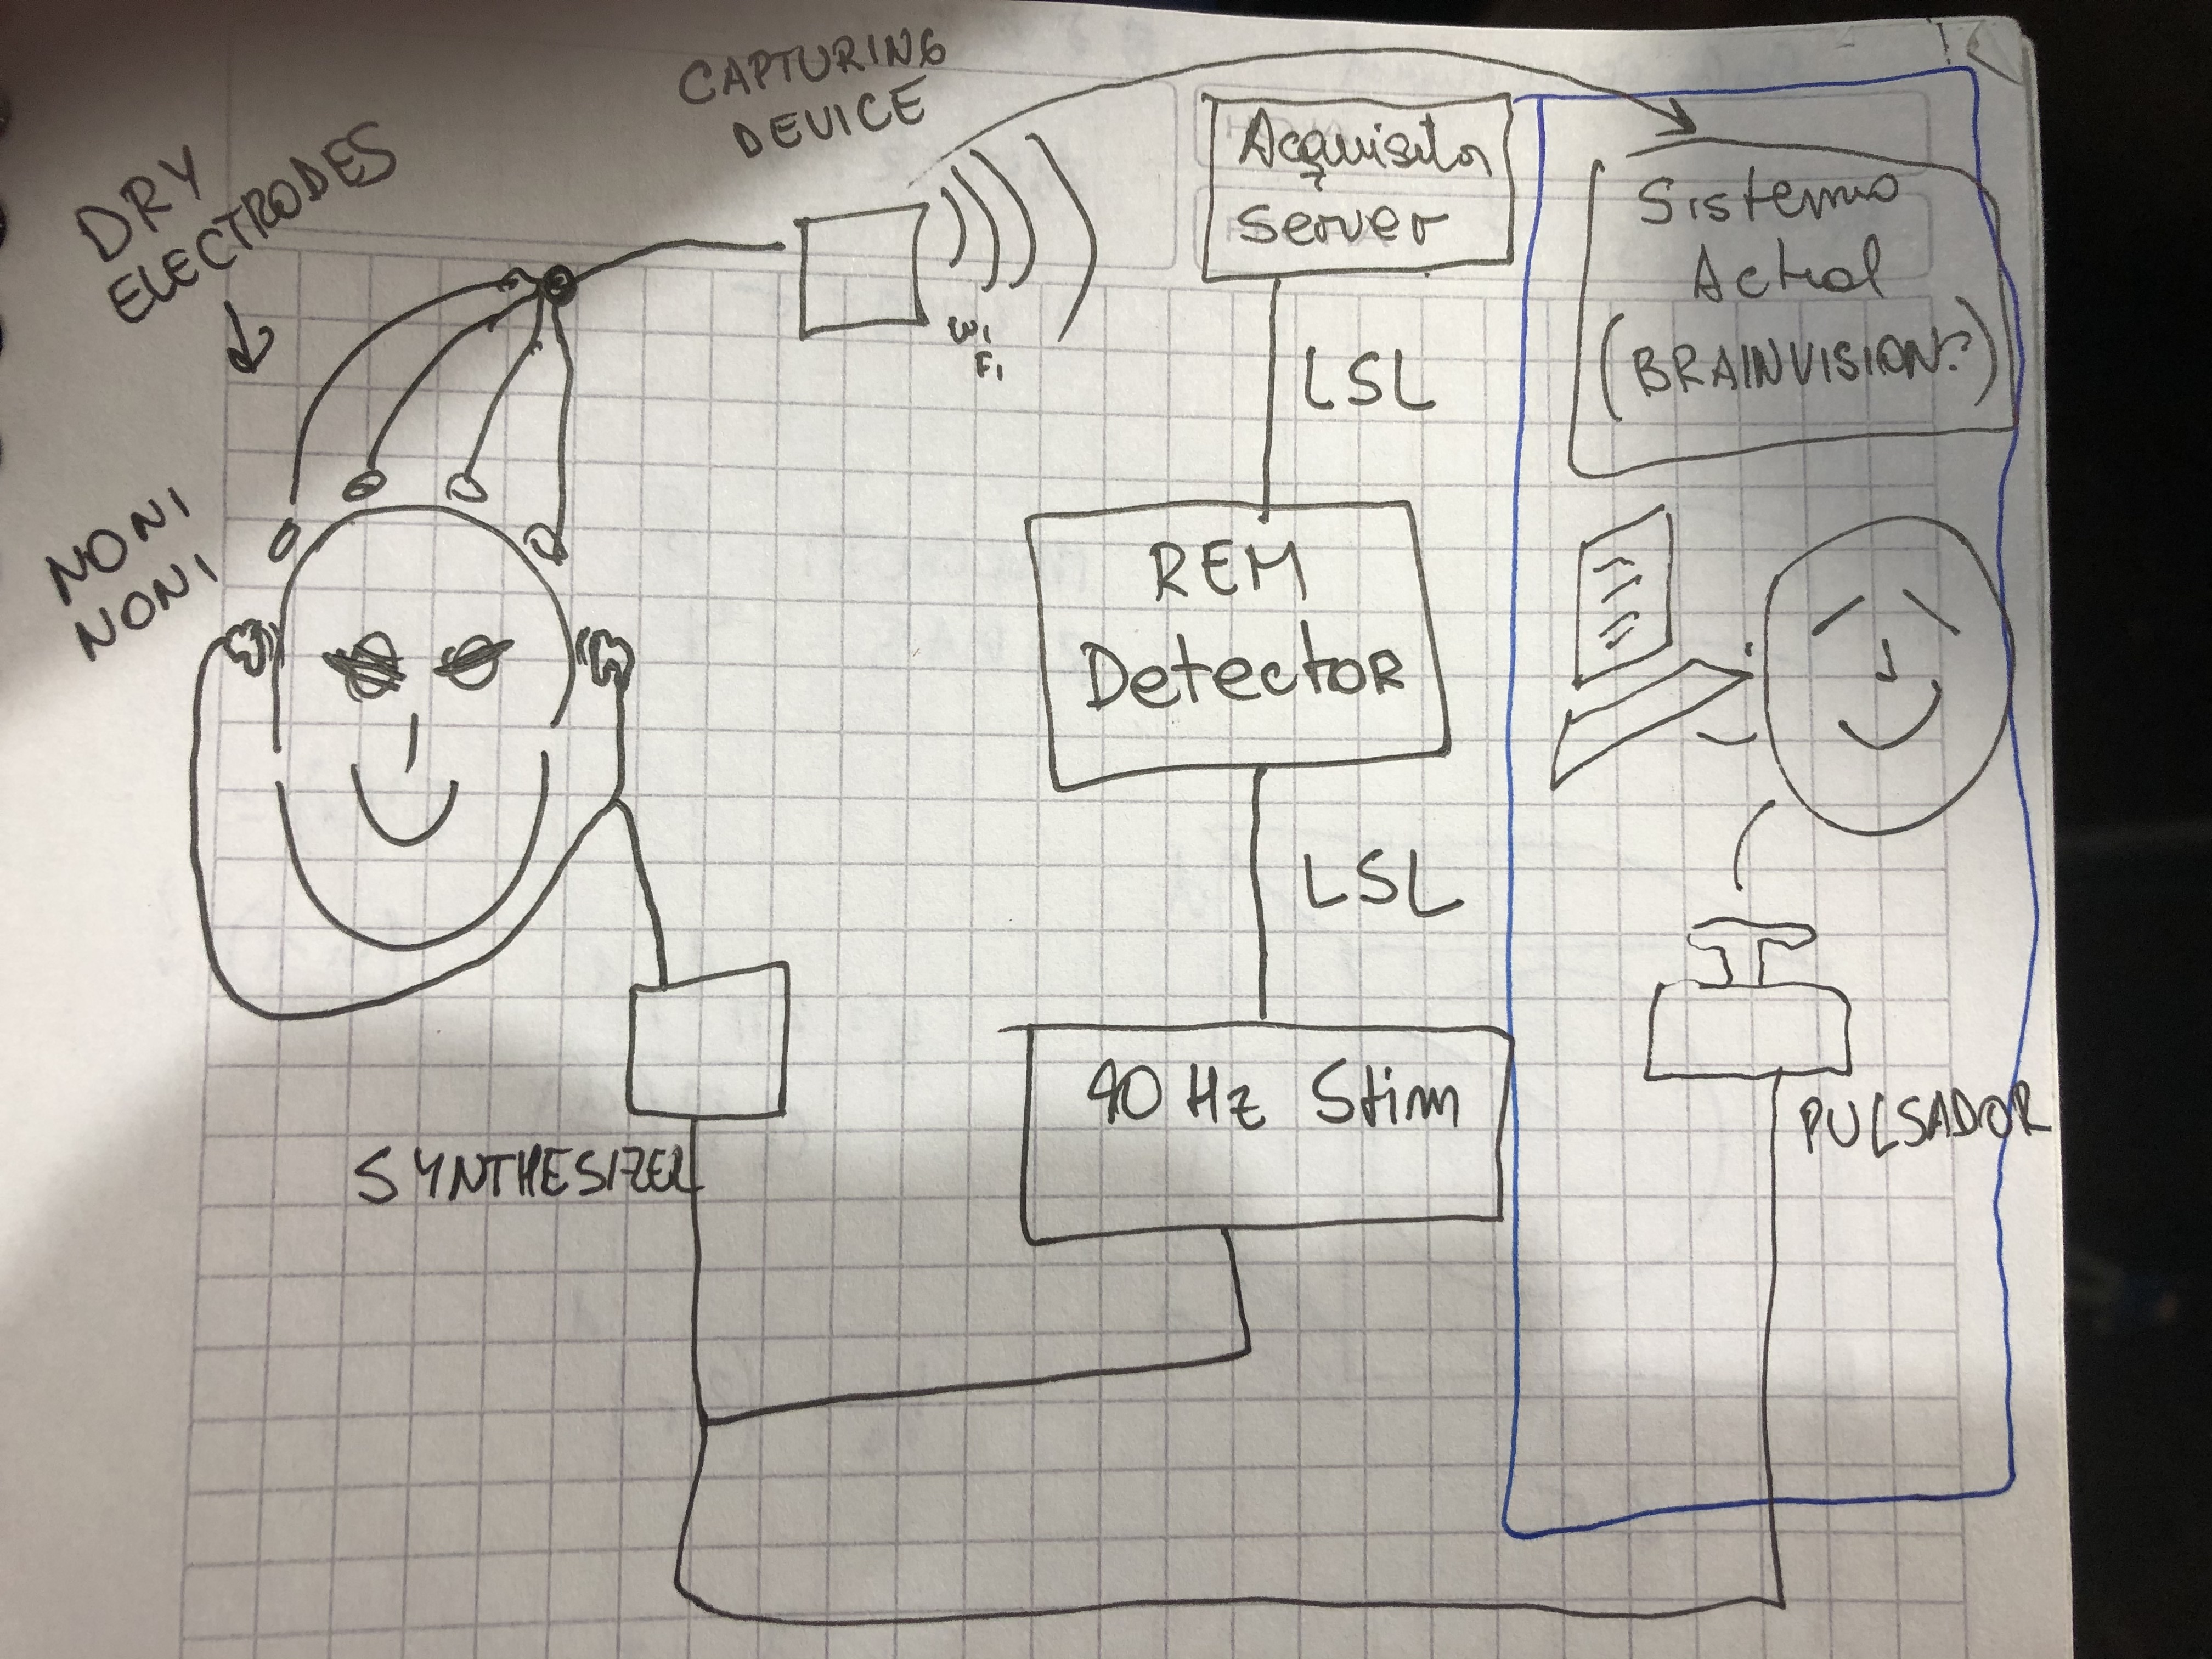 CAPTURING
DEVICE
DRY
ELECTRODES
Wi
Fi
Acquisitor
Server
Sistema
Actual
(BRAINVISION?)
LSL
NONI
NONI
REM
Detector
LSL
40 Hz Stim
SYNTHESIZER
PULSADOR